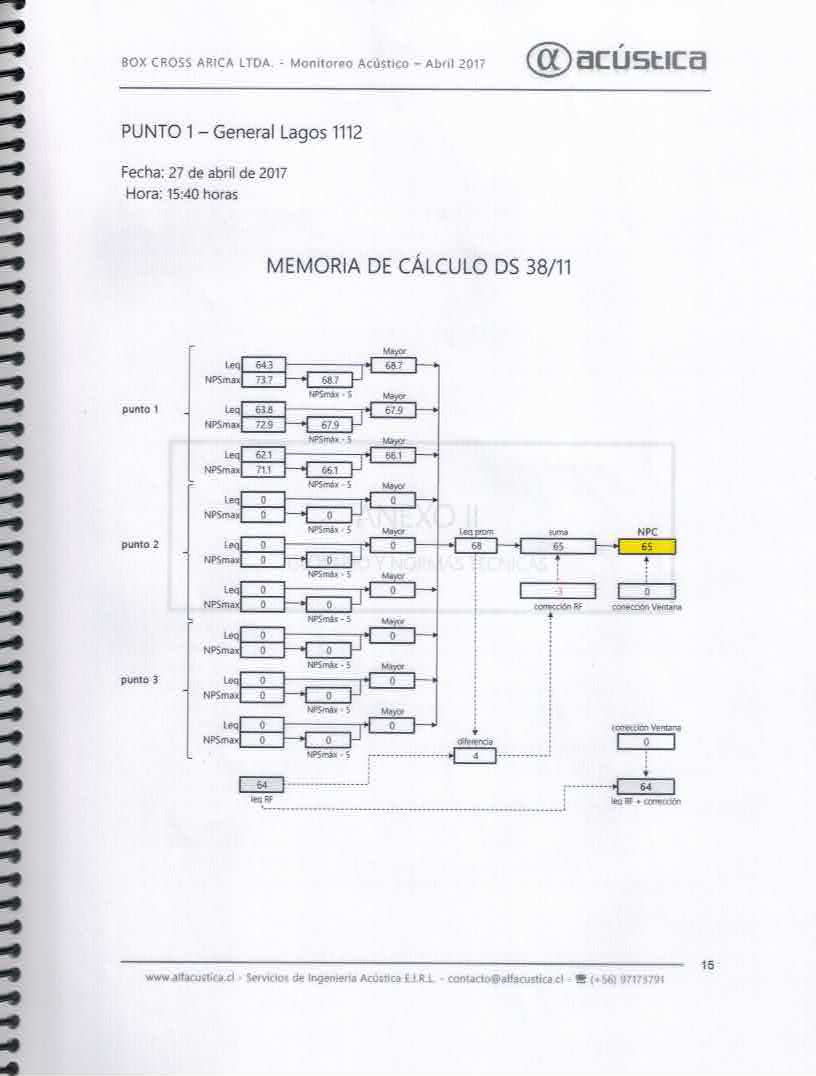 BOX CROSS ARICA LTDA. - Monitoreo Acústico – Abril 2017
α acústica
PUNTO 1 – General Lagos 1112
Fecha: 27 de abril de 2017
Hora: 15:40 horas
MEMORIA DE CÁLCULO DS 38/11
Mayor
Leq 64.3 68.7
NPSmax 73.7 68.7
NPSmáx - 5 Mayor
punto 1 Leq 63.8 67.9
NPSmax 72.9 67.9
NPSmáx - 5 Mayor
Leq 62.1 66.1
NPSmax 71.1 66.1
NPSmáx - 5 Mayor
Leq 0 0
NPSmax 0 0
ANEXO II
NPSmáx - 5 Mayor Leq prom suma NPC
punto 2 Leq 0 0 68 65 65
NPSmax 0 0
Y NORMAS TÉCNICAS
NPSmáx - 5 Mayor
Leq 0 0 -3 0
NPSmax 0 0 corrección RF corrección Ventana
NPSmáx - 5 Mayor
Leq 0 0
NPSmax 0 0
NPSmáx - 5 Mayor
punto 3 Leq 0 0
NPSmax 0 0
NPSmáx - 5 Mayor
Leq 0 0 corrección Ventana
NPSmax 0 0 diferencia 0
NPSmáx - 5 4
64 64
leq RF leq RF + corrección
15
www.alfacustica.cl - Servicios de Ingeniería Acústica E.I.R.L. - contacto@alfacustica.cl - ☎ (+56) 97173791